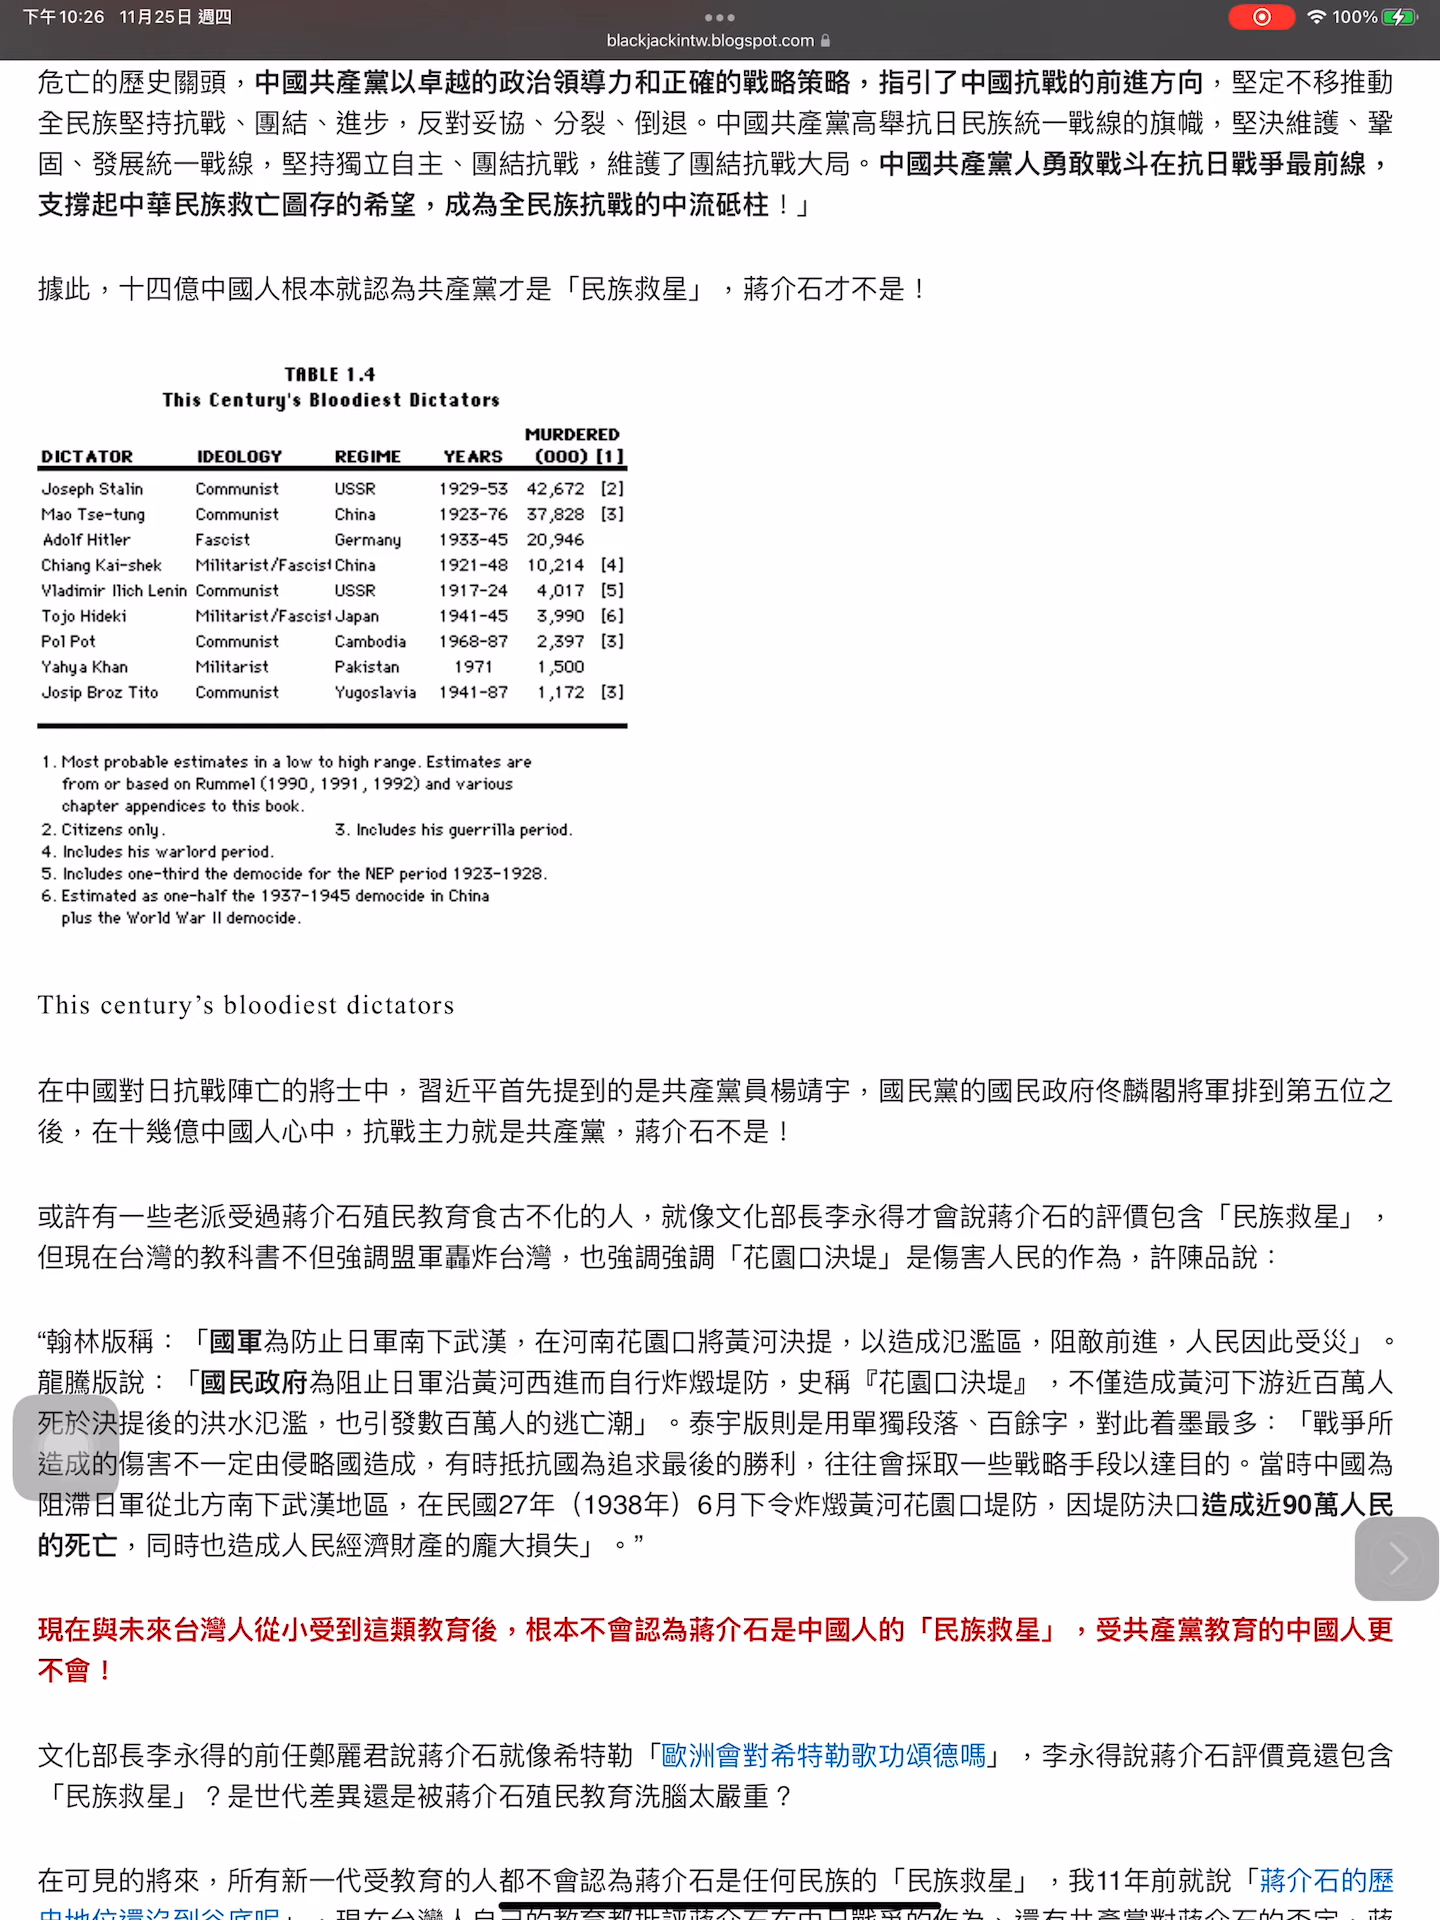 下午10:26 11月25日 週四
100%
blackjackintw.blogspot.com
危亡的歷史關頭，中國共產黨以卓越的政治領導力和正確的戰略策略，指引了中國抗戰的前進方向，堅定不移推動
全民族堅持抗戰、團結、進步，反對妥協、分裂、倒退。中國共產黨高舉抗日民族統一戰線的旗幟，堅決維護、鞏
固、發展統一戰線，堅持獨立自主、團結抗戰，維護了團結抗戰大局。中國共產黨人勇敢戰斗在抗日戰爭最前線，
支撐起中華民族救亡圖存的希望，成為全民族抗戰的中流砥柱！」
據此，十四億中國人根本就認為共產黨才是「民族救星」，蔣介石才不是！
TABLE 1.4
This Century's Bloodiest Dictators
MURDERED
DICTATOR IDEOLOGY REGIME YEARS (000) [1]
Joseph Stalin Communist USSR 1929-53 42,672 [2]
Mao Tse-tung Communist China 1923-76 37,828 [3]
Adolf Hitler Fascist Germany 1933-45 20,946
Chiang Kai-shek Militarist/Fascist China 1921-48 10,214 [4]
Vladimir Ilich Lenin Communist USSR 1917-24 4,017 [5]
Tojo Hideki Militarist/Fascist Japan 1941-45 3,990 [6]
Pol Pot Communist Cambodia 1968-87 2,397 [3]
Yahya Khan Militarist Pakistan 1971 1,500
Josip Broz Tito Communist Yugoslavia 1941-87 1,172 [3]
1. Most probable estimates in a low to high range. Estimates are
from or based on Rummel (1990, 1991, 1992) and various
chapter appendices to this book.
2. Citizens only. 3. Includes his guerrilla period.
4. Includes his warlord period.
5. Includes one-third the democide for the NEP period 1923-1928.
6. Estimated as one-half the 1937-1945 democide in China
plus the World War II democide.
This century’s bloodiest dictators
在中國對日抗戰陣亡的將士中，習近平首先提到的是共產黨員楊靖宇，國民黨的國民政府佟麟閣將軍排到第五位之
後，在十幾億中國人心中，抗戰主力就是共產黨，蔣介石不是！
或許有一些老派受過蔣介石殖民教育食古不化的人，就像文化部長李永得才會說蔣介石的評價包含「民族救星」，
但現在台灣的教科書不但強調盟軍轟炸台灣，也強調強調「花園口決堤」是傷害人民的作為，許陳品說：
“翰林版稱：「國軍為防止日軍南下武漢，在河南花園口將黃河決提，以造成氾濫區，阻敵前進，人民因此受災」。
龍騰版說：「國民政府為阻止日軍沿黃河西進而自行炸燬堤防，史稱『花園口決堤』，不僅造成黃河下游近百萬人
死於決提後的洪水氾濫，也引發數百萬人的逃亡潮」。泰宇版則是用單獨段落、百餘字，對此着墨最多：「戰爭所
造成的傷害不一定由侵略國造成，有時抵抗國為追求最後的勝利，往往會採取一些戰略手段以達目的。當時中國為
阻滯日軍從北方南下武漢地區，在民國27年（1938年）6月下令炸燬黃河花園口堤防，因堤防決口造成近90萬人民
的死亡，同時也造成人民經濟財產的龐大損失」。”
現在與未來台灣人從小受到這類教育後，根本不會認為蔣介石是中國人的「民族救星」，受共產黨教育的中國人更
不會！
文化部長李永得的前任鄭麗君說蔣介石就像希特勒「歐洲會對希特勒歌功頌德嗎」，李永得說蔣介石評價竟還包含
「民族救星」？是世代差異還是被蔣介石殖民教育洗腦太嚴重？
在可見的將來，所有新一代受教育的人都不會認為蔣介石是任何民族的「民族救星」，我11年前就說「蔣介石的歷
史地位還沒到谷底呢」，現在台灣人自己的教育都批評蔣介石在中日戰爭的作為、還有共產黨對蔣介石的否定，蔣